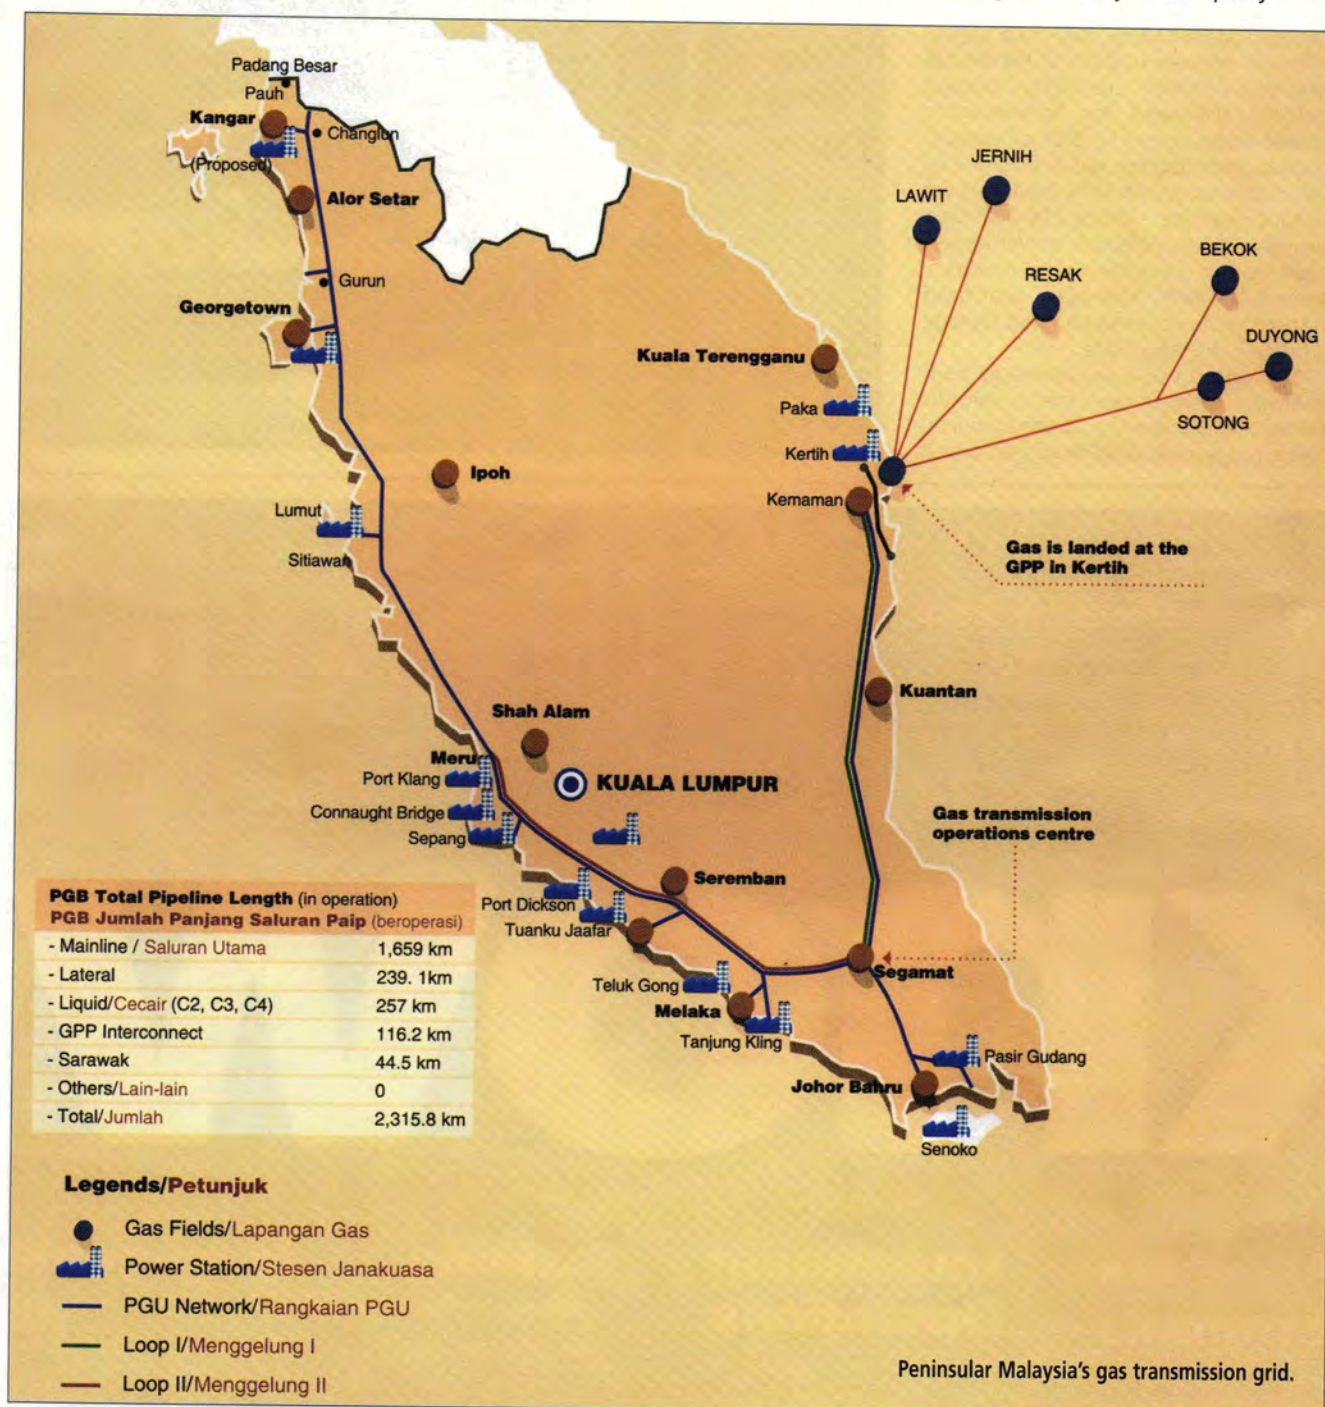 Padang Besar
Pauh
Kangar
Changlun
(Proposed)
Alor Setar
Gurun
Georgetown
JERNIH
LAWIT
BEKOK
RESAK
DUYONG
SOTONG
Kuala Terengganu
Paka
Kertih
Kemaman
Ipoh
Lumut
Sitiawan
Gas is landed at the
GPP in Kertih
Kuantan
Shah Alam
Meru
Port Klang
KUALA LUMPUR
Connaught Bridge
Sepang
Gas transmission
operations centre
Seremban
Port Dickson
Tuanku Jaafar
Segamat
Teluk Gong
Melaka
Tanjung Kling
Pasir Gudang
Johor Bahru
Senoko
PGB Total Pipeline Length (in operation)
PGB Jumlah Panjang Saluran Paip (beroperasi)
- Mainline / Saluran Utama 1,659 km
- Lateral 239. 1km
- Liquid/Cecair (C2, C3, C4) 257 km
- GPP Interconnect 116.2 km
- Sarawak 44.5 km
- Others/Lain-lain 0
- Total/Jumlah 2,315.8 km
Legends/Petunjuk
Gas Fields/Lapangan Gas
Power Station/Stesen Janakuasa
PGU Network/Rangkaian PGU
Loop I/Menggelung I
Loop II/Menggelung II
Peninsular Malaysia's gas transmission grid.